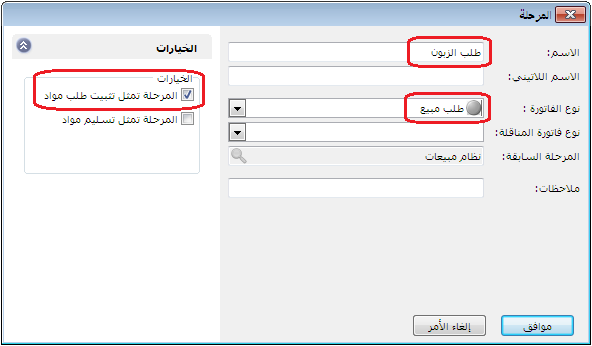 المرحلة
الاسم: طلب الزبون
الاسم اللاتيني:
نوع الفاتورة : طلب مبيع
نوع فاتورة المناقلة:
المرحلة السابقة: نظام مبيعات
ملاحظات:
الخيارات
الخيارات
المرحلة تمثل تثبيت طلب مواد
المرحلة تمثل تسليم مواد
موافق
إلغاء الأمر